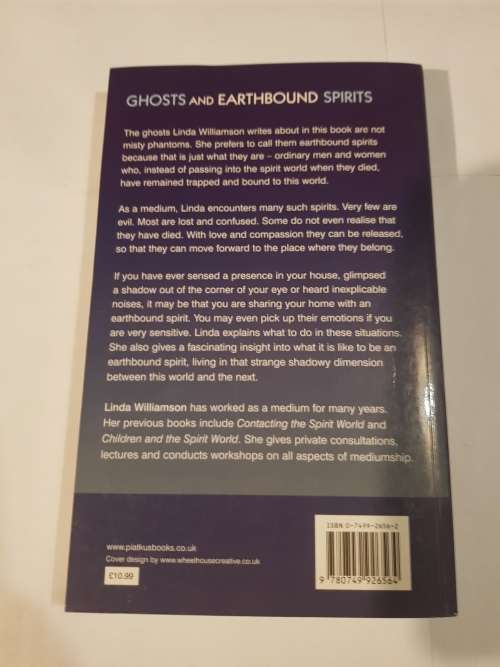 GHOSTS AND EARTHBOUND SPIRITS
The ghosts Linda Williamson writes about in this book are not
misty phantoms. She prefers to call them earthbound spirits
because that is just what they are – ordinary men and women
who, instead of passing into the spirit world when they died,
have remained trapped and bound to this world.
As a medium, Linda encounters many such spirits. Very few are
evil. Most are lost and confused. Some do not even realise that
they have died. With love and compassion they can be released,
so that they can move forward to the place where they belong.
If you have ever sensed a presence in your house, glimpsed
a shadow out of the corner of your eye or heard inexplicable
noises, it may be that you are sharing your home with an
earthbound spirit. You may even pick up their emotions if you
are very sensitive. Linda explains what to do in these situations.
She also gives a fascinating insight into what it is like to be an
earthbound spirit, living in that strange shadowy dimension
between this world and the next.
Linda Williamson has worked as a medium for many years.
Her previous books include Contacting the Spirit World and
Children and the Spirit World. She gives private consultations,
lectures and conducts workshops on all aspects of mediumship.
www.piatkusbooks.co.uk
Cover design by www.wheelhousecreative.co.uk
£10.99
ISBN 0-7499-2656-2
9 780749 926564